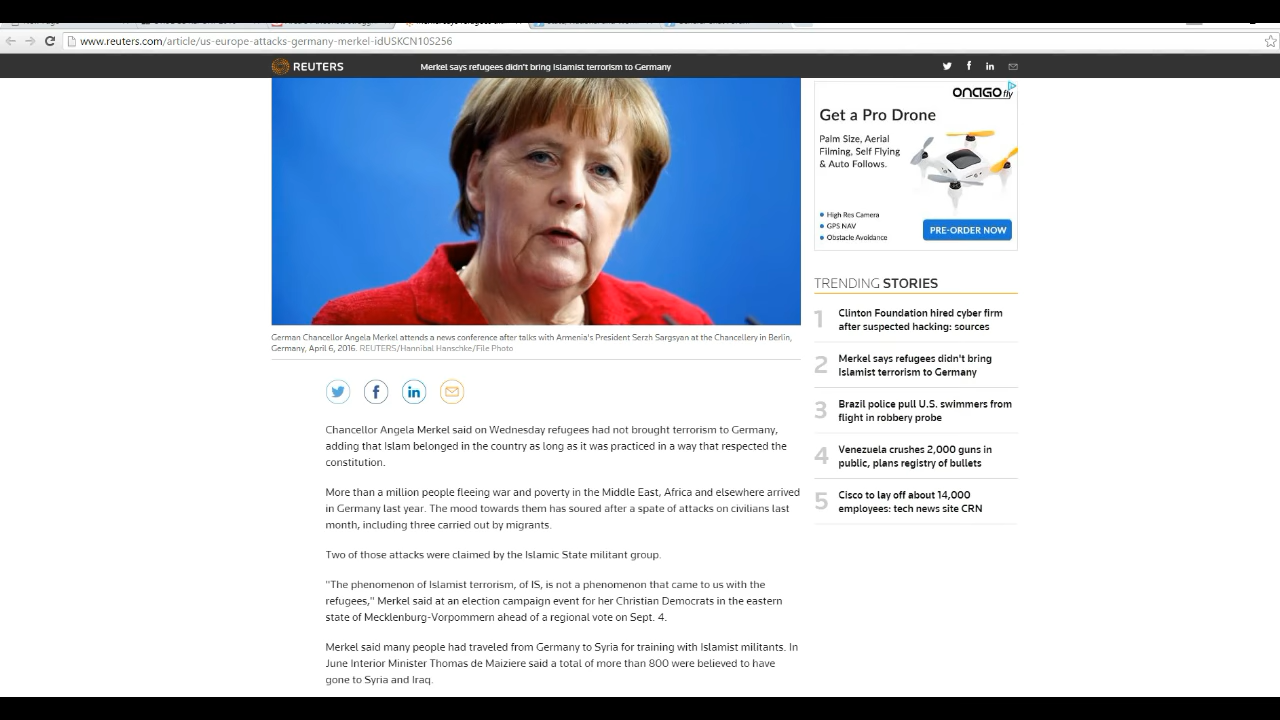 www.reuters.com/article/us-europe-attacks-germany-merkel-idUSKCN10S256
REUTERS
Merkel says refugees didn't bring Islamist terrorism to Germany
German Chancellor Angela Merkel attends a news conference after talks with Armenia's President Serzh Sargsyan at the Chancellery in Berlin,
Germany, April 6, 2016. REUTERS/Hannibal Hanschke/File Photo
Chancellor Angela Merkel said on Wednesday refugees had not brought terrorism to Germany,
adding that Islam belonged in the country as long as it was practiced in a way that respected the
constitution.
More than a million people fleeing war and poverty in the Middle East, Africa and elsewhere arrived
in Germany last year. The mood towards them has soured after a spate of attacks on civilians last
month, including three carried out by migrants.
Two of those attacks were claimed by the Islamic State militant group.
"The phenomenon of Islamist terrorism, of IS, is not a phenomenon that came to us with the
refugees," Merkel said at an election campaign event for her Christian Democrats in the eastern
state of Mecklenburg-Vorpommern ahead of a regional vote on Sept. 4.
Merkel said many people had traveled from Germany to Syria for training with Islamist militants. In
June Interior Minister Thomas de Maiziere said a total of more than 800 were believed to have
gone to Syria and Iraq.
onago fly
Get a Pro Drone
Palm Size, Aerial
Filming, Self Flying
& Auto Follows.
High Res Camera
GPS NAV
Obstacle Avoidance
PRE-ORDER NOW
TRENDING STORIES
1 Clinton Foundation hired cyber firm
after suspected hacking: sources
2 Merkel says refugees didn't bring
Islamist terrorism to Germany
3 Brazil police pull U.S. swimmers from
flight in robbery probe
4 Venezuela crushes 2,000 guns in
public, plans registry of bullets
5 Cisco to lay off about 14,000
employees: tech news site CRN